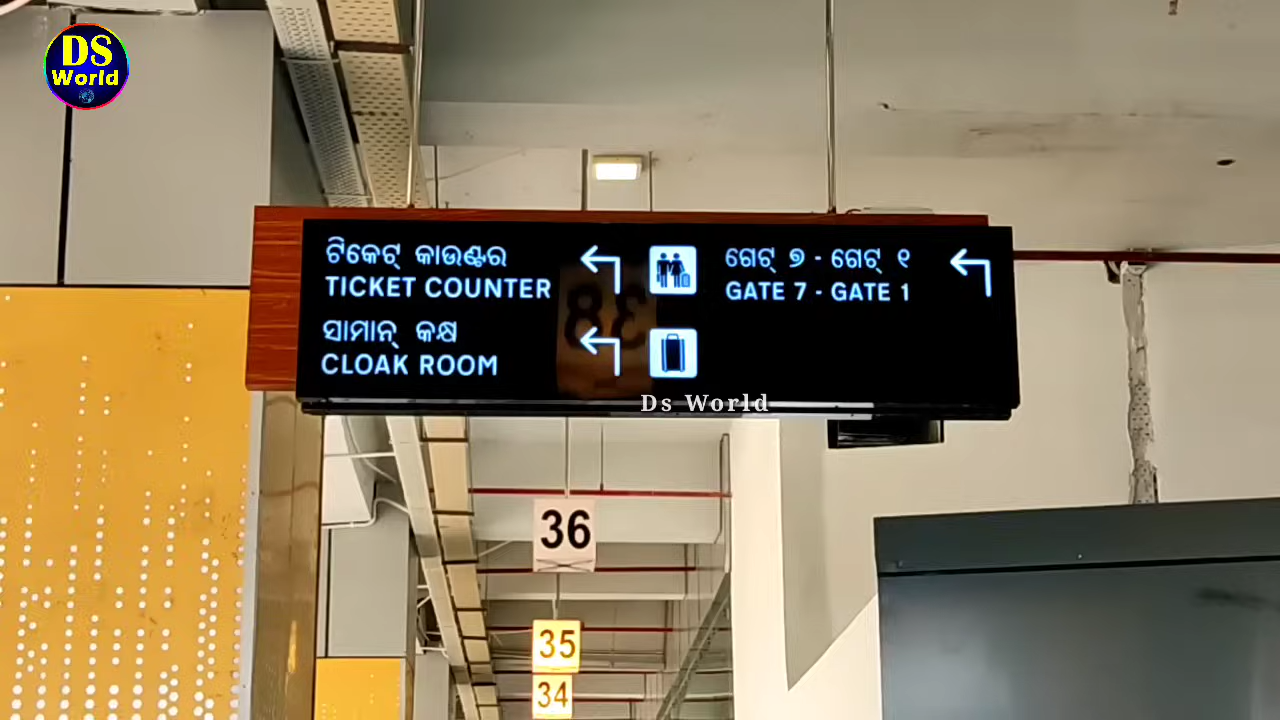 DS
World
ଟିକେଟ୍ କାଉଣ୍ଟର
TICKET COUNTER
ସାମାନ୍ କକ୍ଷ
CLOAK ROOM
ଗେଟ୍ ୭ - ଗେଟ୍ ୧
GATE 7 - GATE 1
Ds World
36
35
34